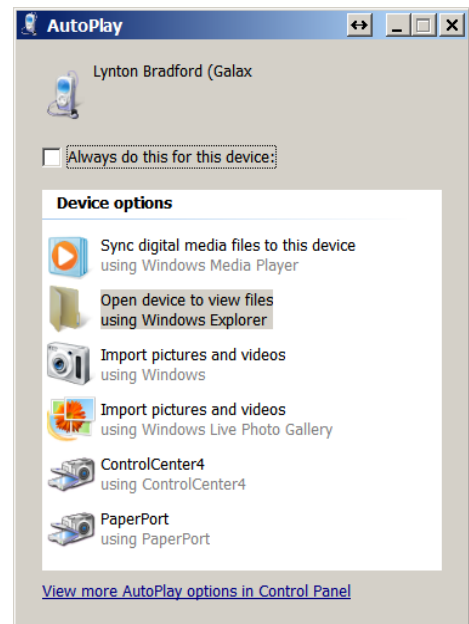 AutoPlay
Lynton Bradford (Galax
Always do this for this device:
Device options
Sync digital media files to this device
using Windows Media Player
Open device to view files
using Windows Explorer
Import pictures and videos
using Windows
Import pictures and videos
using Windows Live Photo Gallery
ControlCenter4
using ControlCenter4
PaperPort
using PaperPort
View more AutoPlay options in Control Panel